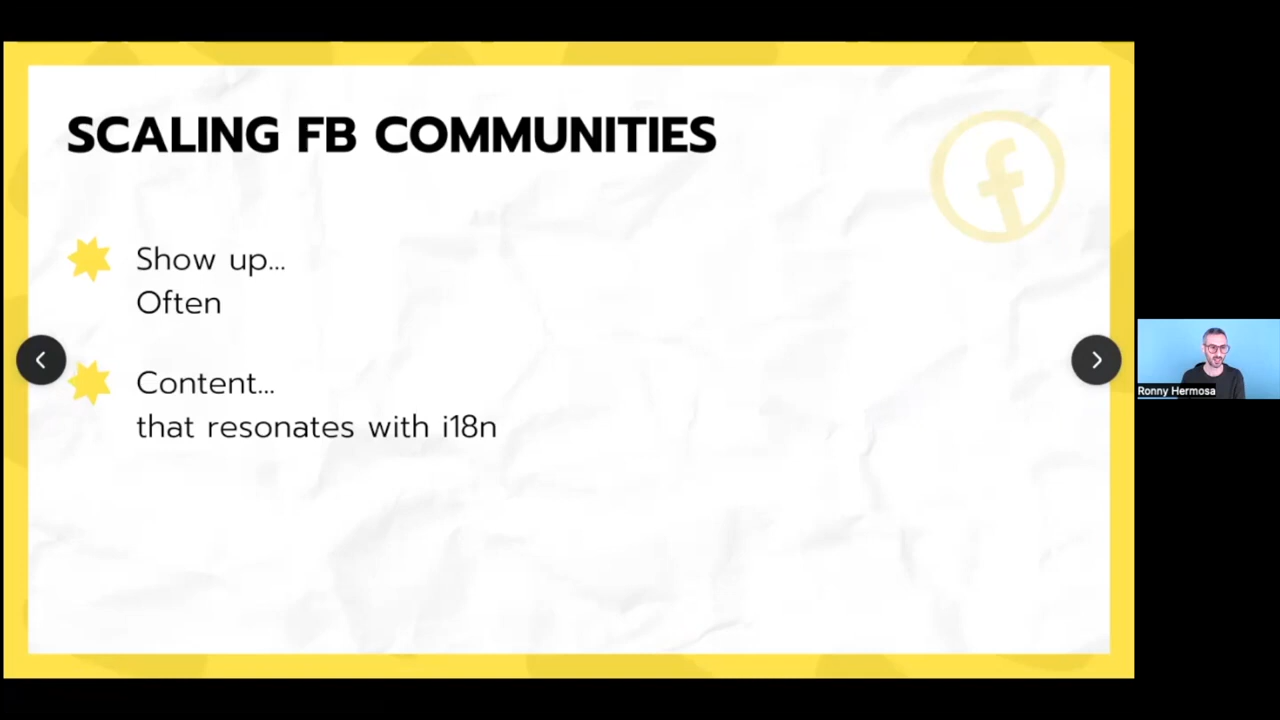 SCALING FB COMMUNITIES
Show up...
Often
Content...
that resonates with i18n
Ronny Hermosa